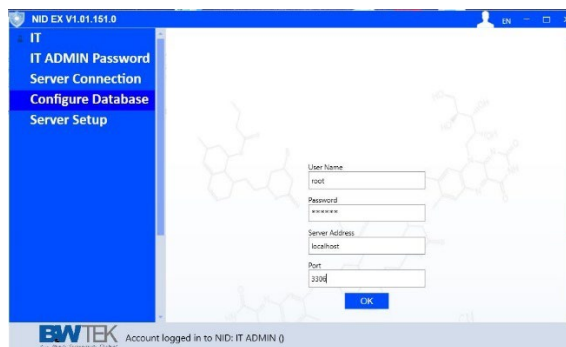 NID EX V1.01.151.0
EN
IT
IT ADMIN Password
Server Connection
Configure Database
Server Setup
User Name
root
Password
******
Server Address
localhost
Port
3306
OK
B&WTEK
Account logged in to NID: IT ADMIN ()